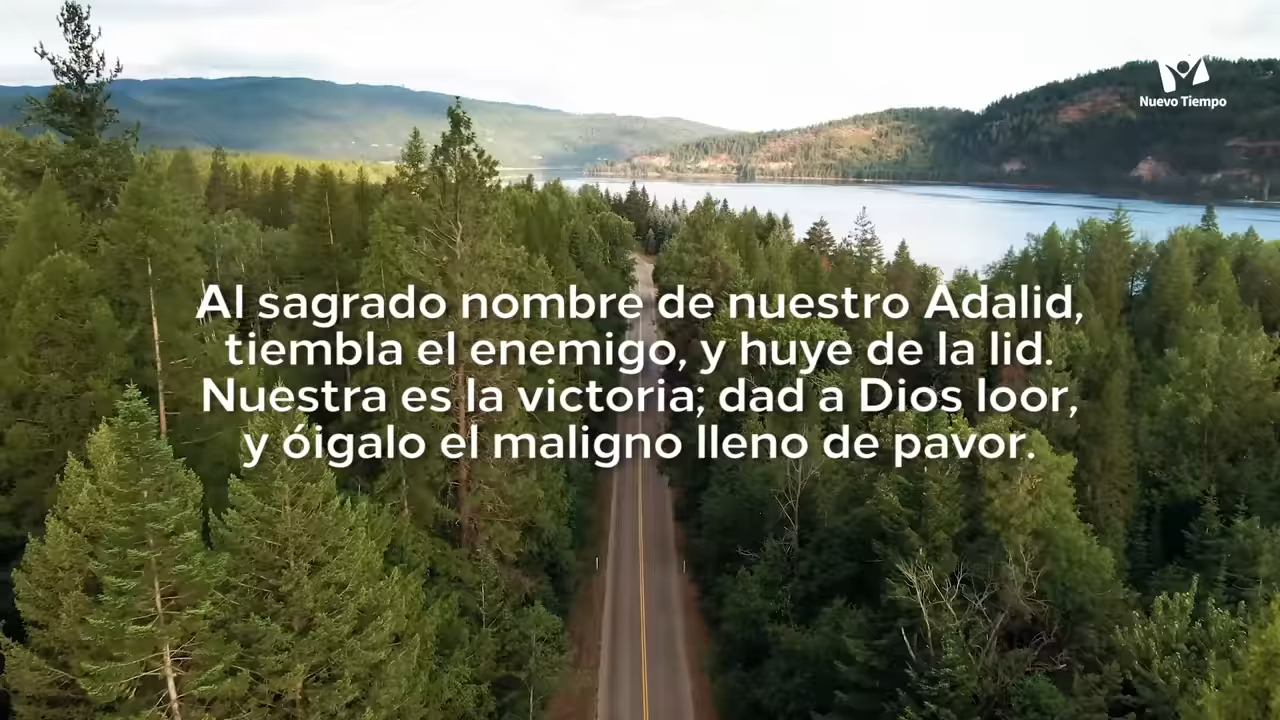 Nuevo Tiempo
Al sagrado nombre de nuestro Adalid,
tiembla el enemigo, y huye de la lid.
Nuestra es la victoria; dad a Dios loor,
y óigalo el maligno lleno de pavor.